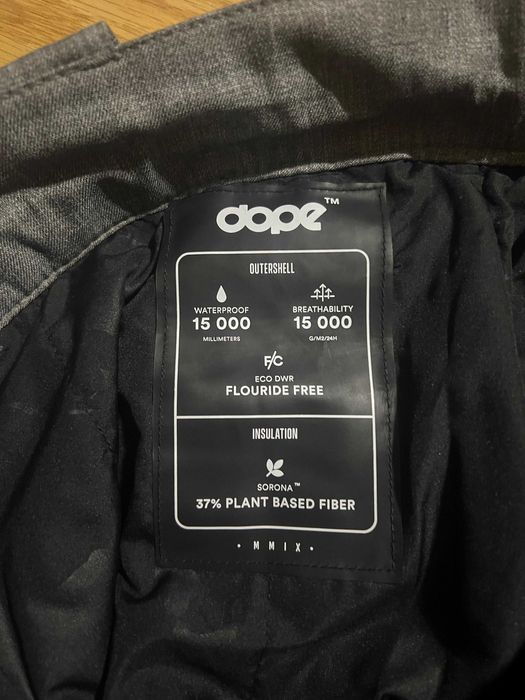 dope™
OUTERSHELL
WATERPROOF BREATHABILITY
15 000 15 000
MILLIMETERS G/M2/24H
F/C
ECO DWR
FLOURIDE FREE
INSULATION
SORONA™
37% PLANT BASED FIBER
• MMIX •